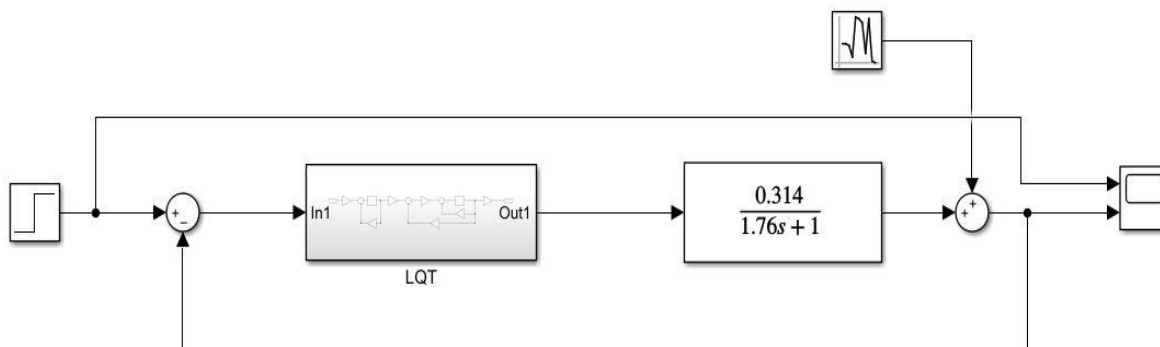 In1
Out1
LQT
0.314
1.76s + 1
+
−
+
+